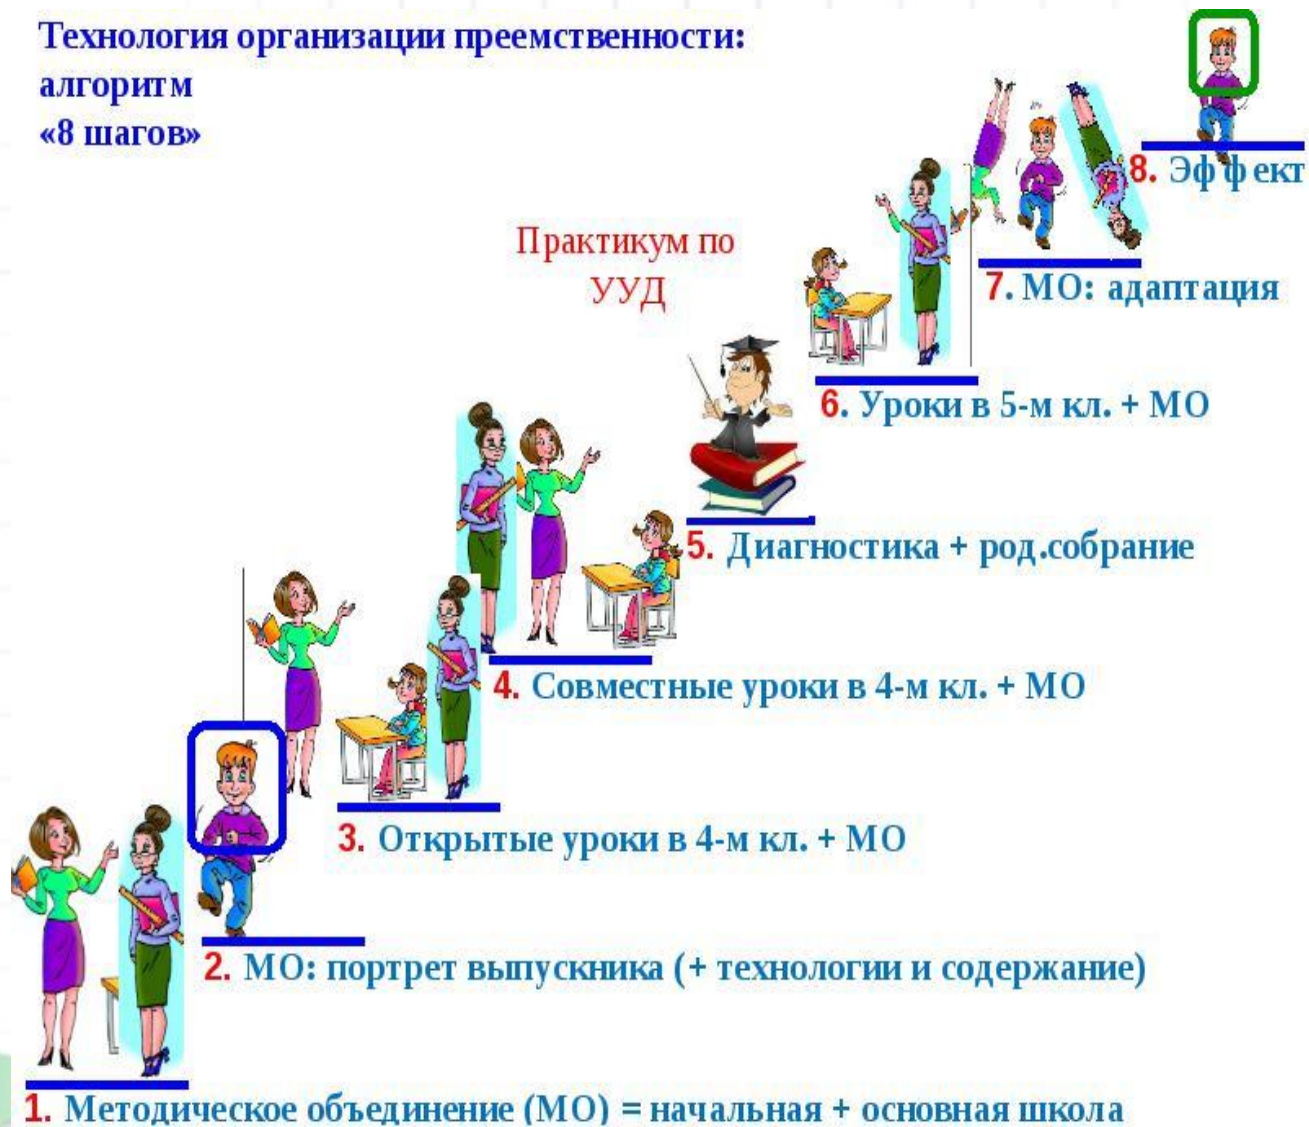 Технология организации преемственности:
алгоритм
«8 шагов»
8. Эффект
Практикум по
УУД
7. МО: адаптация
6. Уроки в 5-м кл. + МО
5. Диагностика + род.собрание
4. Совместные уроки в 4-м кл. + МО
3. Открытые уроки в 4-м кл. + МО
2. МО: портрет выпускника (+ технологии и содержание)
1. Методическое объединение (МО) = начальная + основная школа